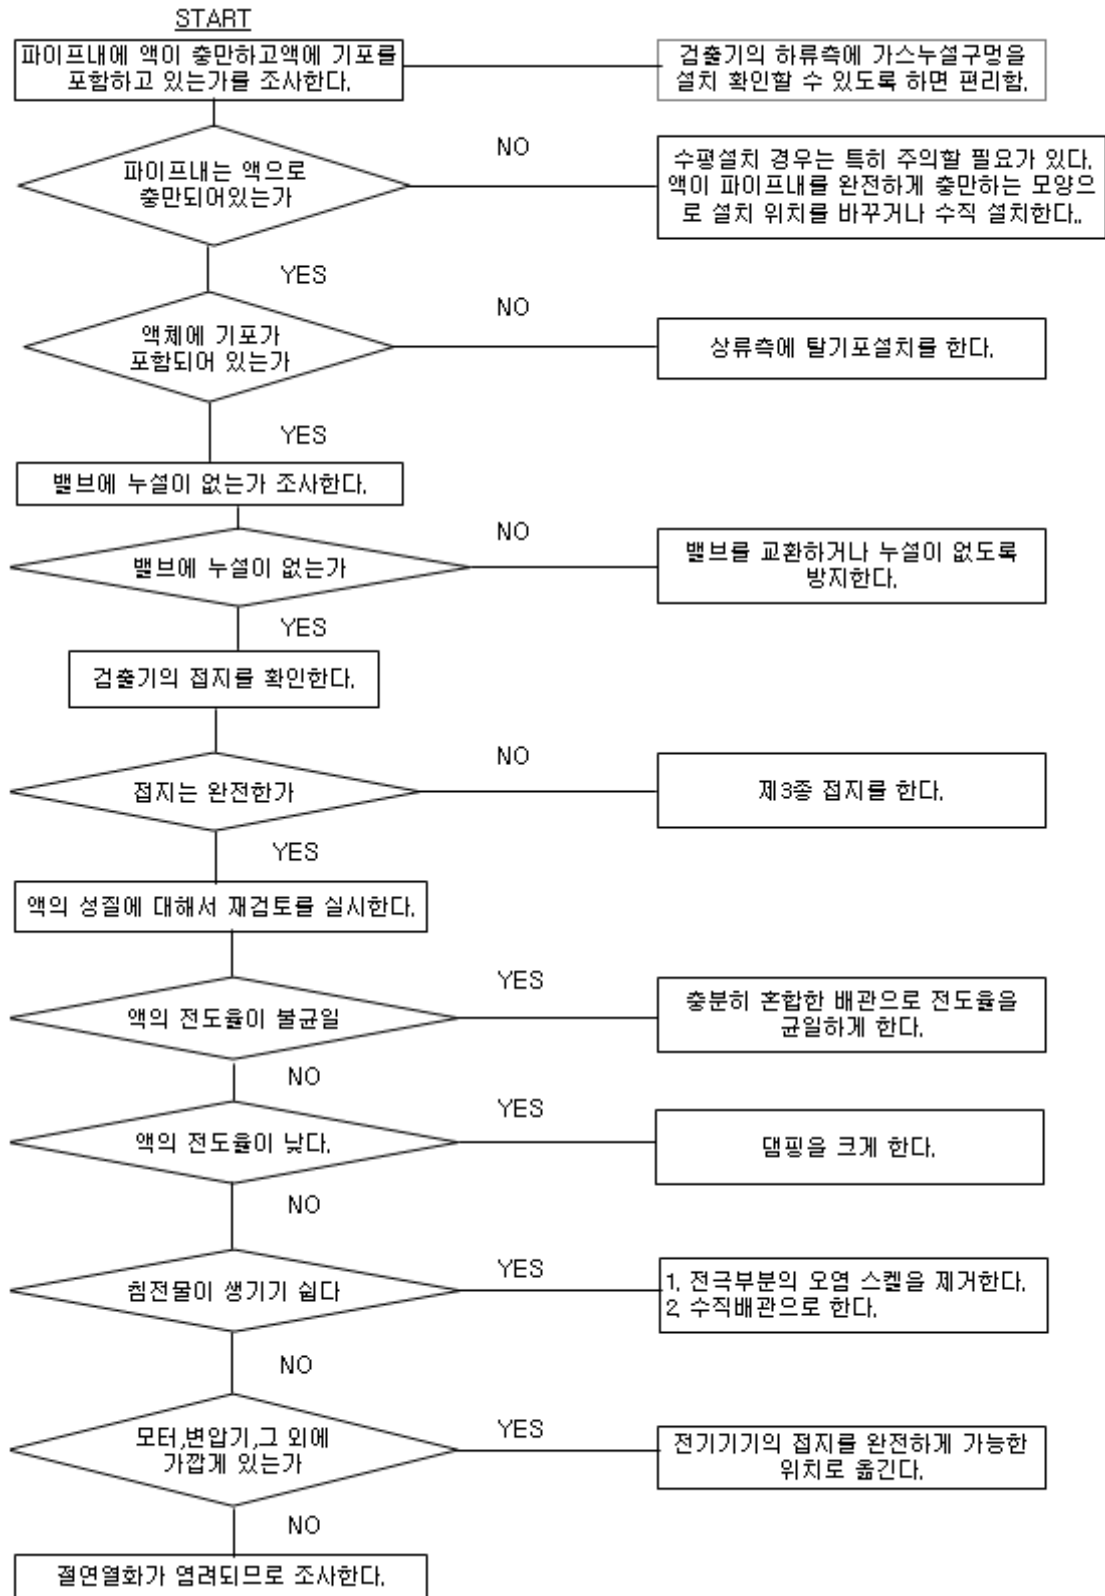 START
파이프내에 액이 충만하고액에 기포를
포함하고 있는가를 조사한다.
검출기의 하류측에 가스누설구멍을
설치 확인할 수 있도록 하면 편리함.
파이프내는 액으로
충만되어있는가
NO
수평설치 경우는 특히 주의할 필요가 있다.
액이 파이프내를 완전하게 충만하는 모양으
로 설치 위치를 바꾸거나 수직 설치한다..
YES
액체에 기포가
포함되어 있는가
NO
상류측에 탈기포설치를 한다.
YES
밸브에 누설이 없는가 조사한다.
밸브에 누설이 없는가
NO
밸브를 교환하거나 누설이 없도록
방지한다.
YES
검출기의 접지를 확인한다.
접지는 완전한가
NO
제3종 접지를 한다.
YES
액의 성질에 대해서 재검토를 실시한다.
액의 전도율이 불균일
YES
충분히 혼합한 배관으로 전도율을
균일하게 한다.
NO
액의 전도율이 낮다.
YES
댐핑을 크게 한다.
NO
침전물이 생기기 쉽다
YES
1. 전극부분의 오염 스켈을 제거한다.
2. 수직배관으로 한다.
NO
모터,변압기,그 외에
가깝게 있는가
YES
전기기기의 접지를 완전하게 가능한
위치로 옮긴다.
NO
절연열화가 염려되므로 조사한다.